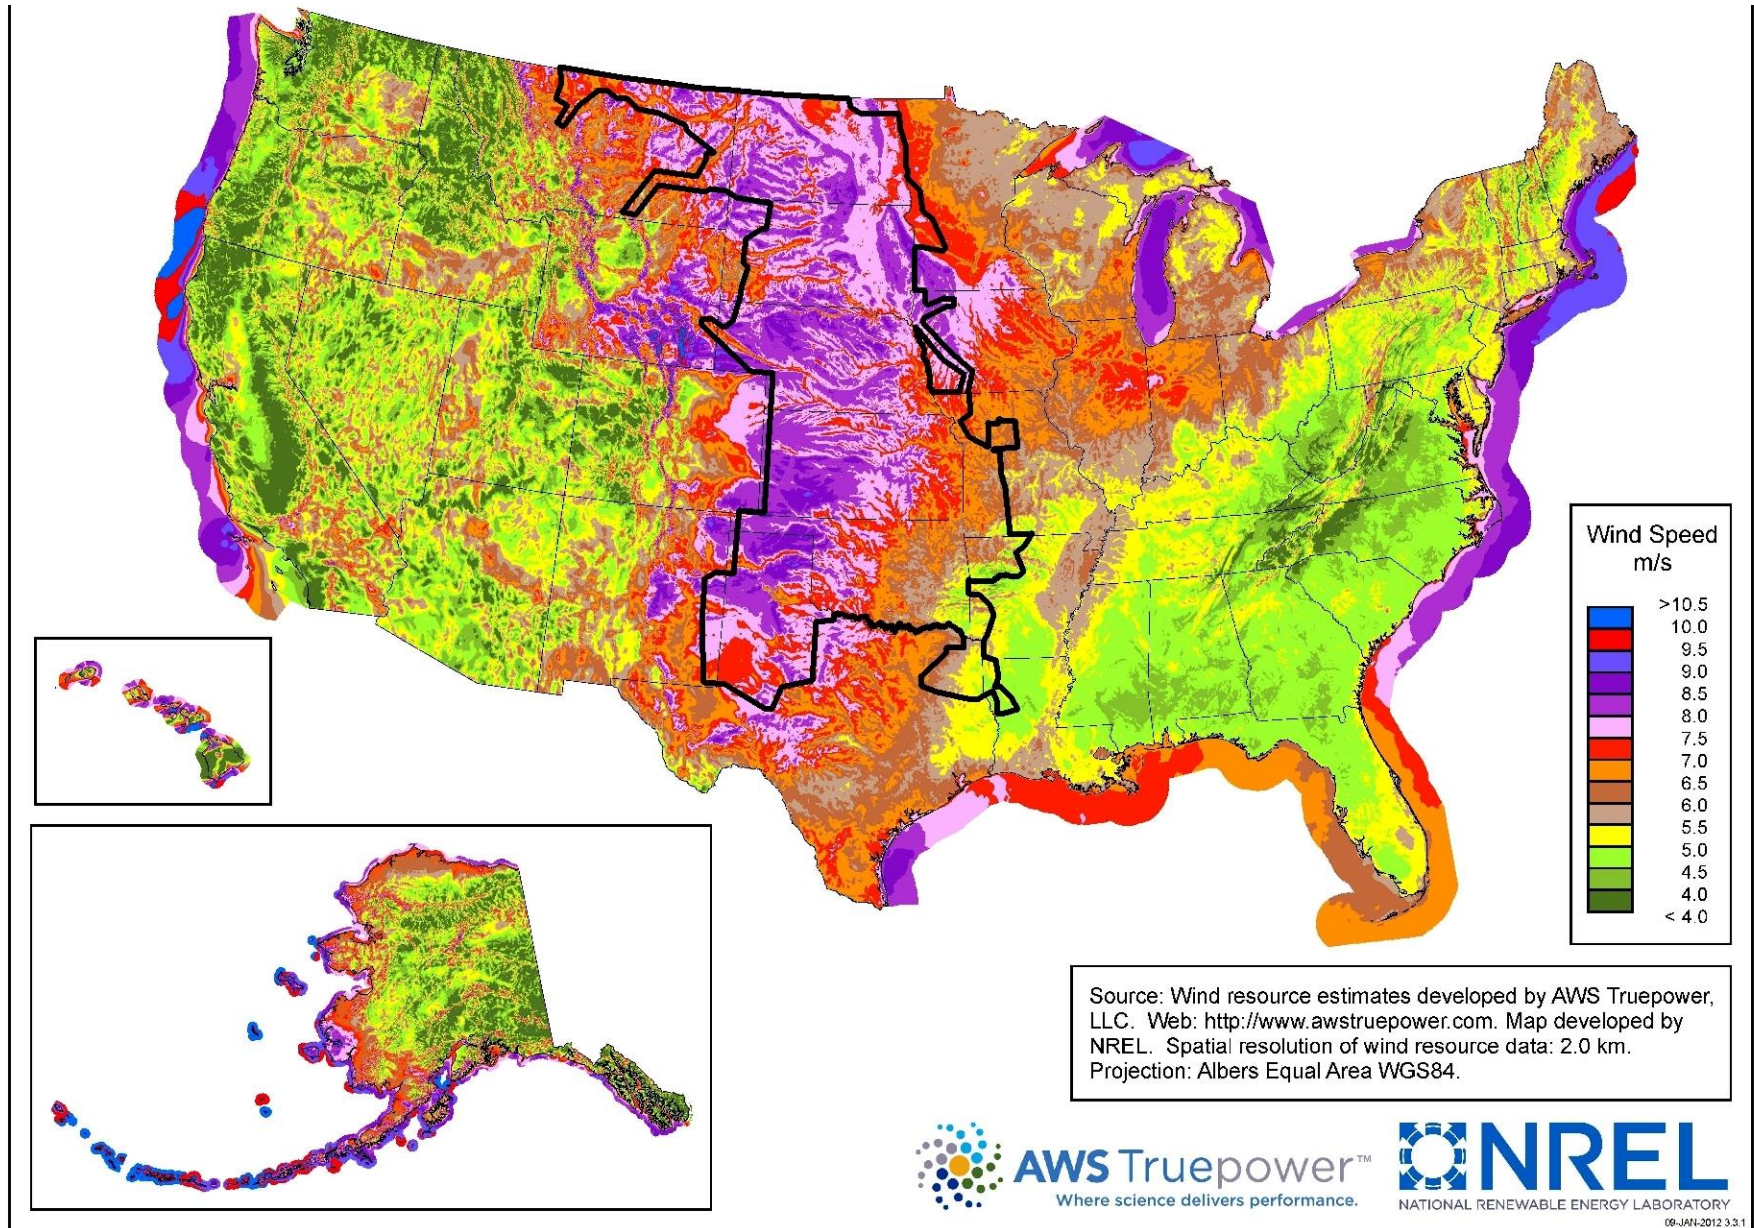 Wind Speed
m/s
>10.5
10.0
9.5
9.0
8.5
8.0
7.5
7.0
6.5
6.0
5.5
5.0
4.5
4.0
< 4.0
Source: Wind resource estimates developed by AWS Truepower,
LLC. Web: http://www.awstruepower.com. Map developed by
NREL. Spatial resolution of wind resource data: 2.0 km.
Projection: Albers Equal Area WGS84.
AWS Truepower™
Where science delivers performance.
NREL
NATIONAL RENEWABLE ENERGY LABORATORY
09-JAN-2012 3.3.1